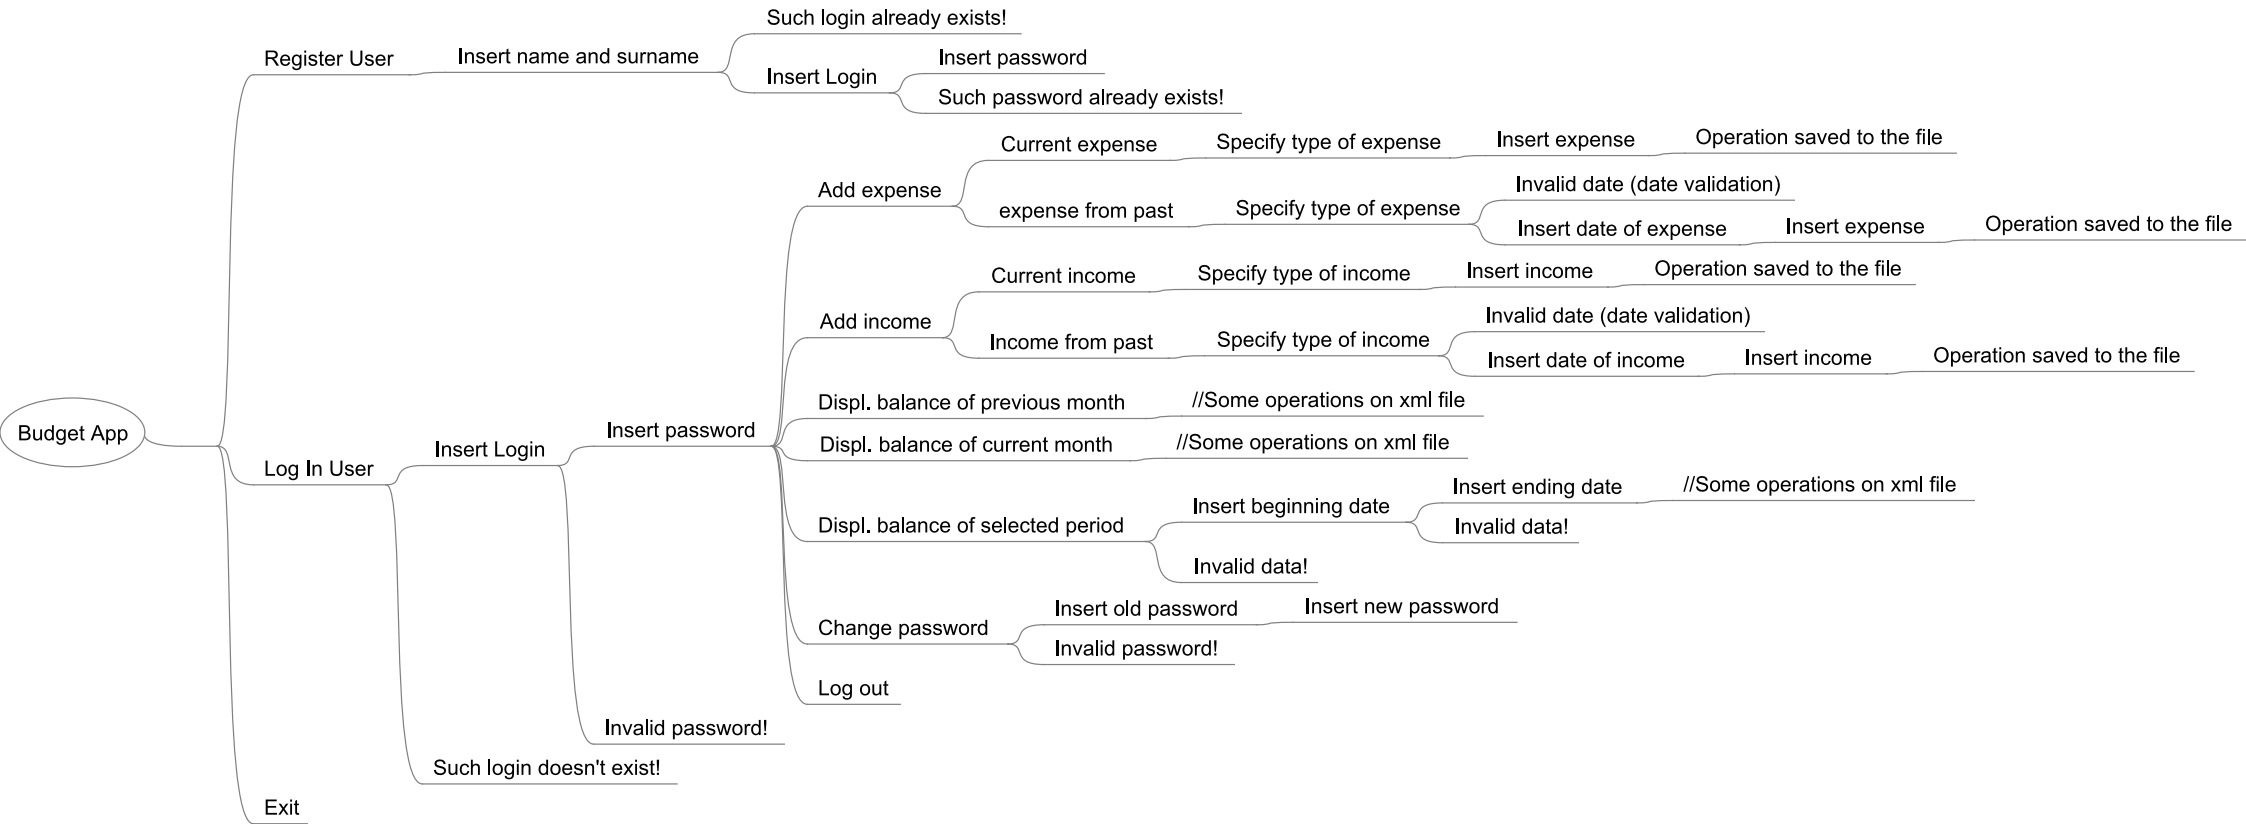 Budget App
Register User
Insert name and surname
Such login already exists!
Insert Login
Insert password
Such password already exists!
Log In User
Insert Login
Insert password
Add expense
Current expense
Specify type of expense
Insert expense
Operation saved to the file
expense from past
Specify type of expense
Invalid date (date validation)
Insert date of expense
Insert expense
Operation saved to the file
Add income
Current income
Specify type of income
Insert income
Operation saved to the file
Income from past
Specify type of income
Invalid date (date validation)
Insert date of income
Insert income
Operation saved to the file
Displ. balance of previous month
//Some operations on xml file
Displ. balance of current month
//Some operations on xml file
Displ. balance of selected period
Insert beginning date
Insert ending date
//Some operations on xml file
Invalid data!
Invalid data!
Change password
Insert old password
Insert new password
Invalid password!
Log out
Invalid password!
Such login doesn't exist!
Exit